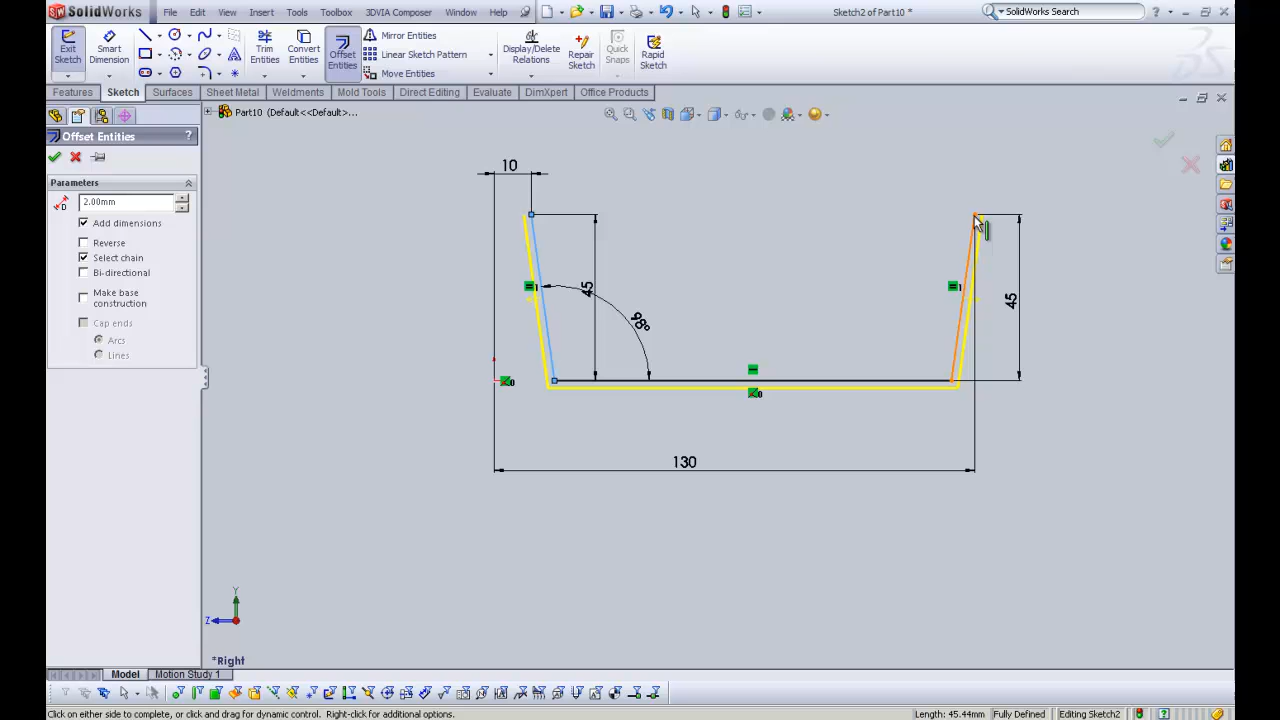 SolidWorks
File Edit View Insert Tools Toolbox 3DVIA Composer Window Help
Sketch2 of Part10 *
SolidWorks Search
Exit Sketch
Smart Dimension
Trim Entities
Convert Entities
Offset Entities
Mirror Entities
Linear Sketch Pattern
Move Entities
Display/Delete Relations
Repair Sketch
Quick Snaps
Rapid Sketch
Features Sketch Surfaces Sheet Metal Weldments Mold Tools Direct Editing Evaluate DimXpert Office Products
Part10 (Default<<Default>...
Offset Entities ?
Parameters
D
2.00mm
Add dimensions
Reverse
Select chain
Bi-directional
Make base construction
Cap ends
Arcs
Lines
10
45
98°
45
1
1
0
0
130
Y
Z
*Right
Model Motion Study 1
Click on either side to complete, or click and drag for dynamic control. Right-click for additional options.
Length: 45.44mm Fully Defined Editing Sketch2